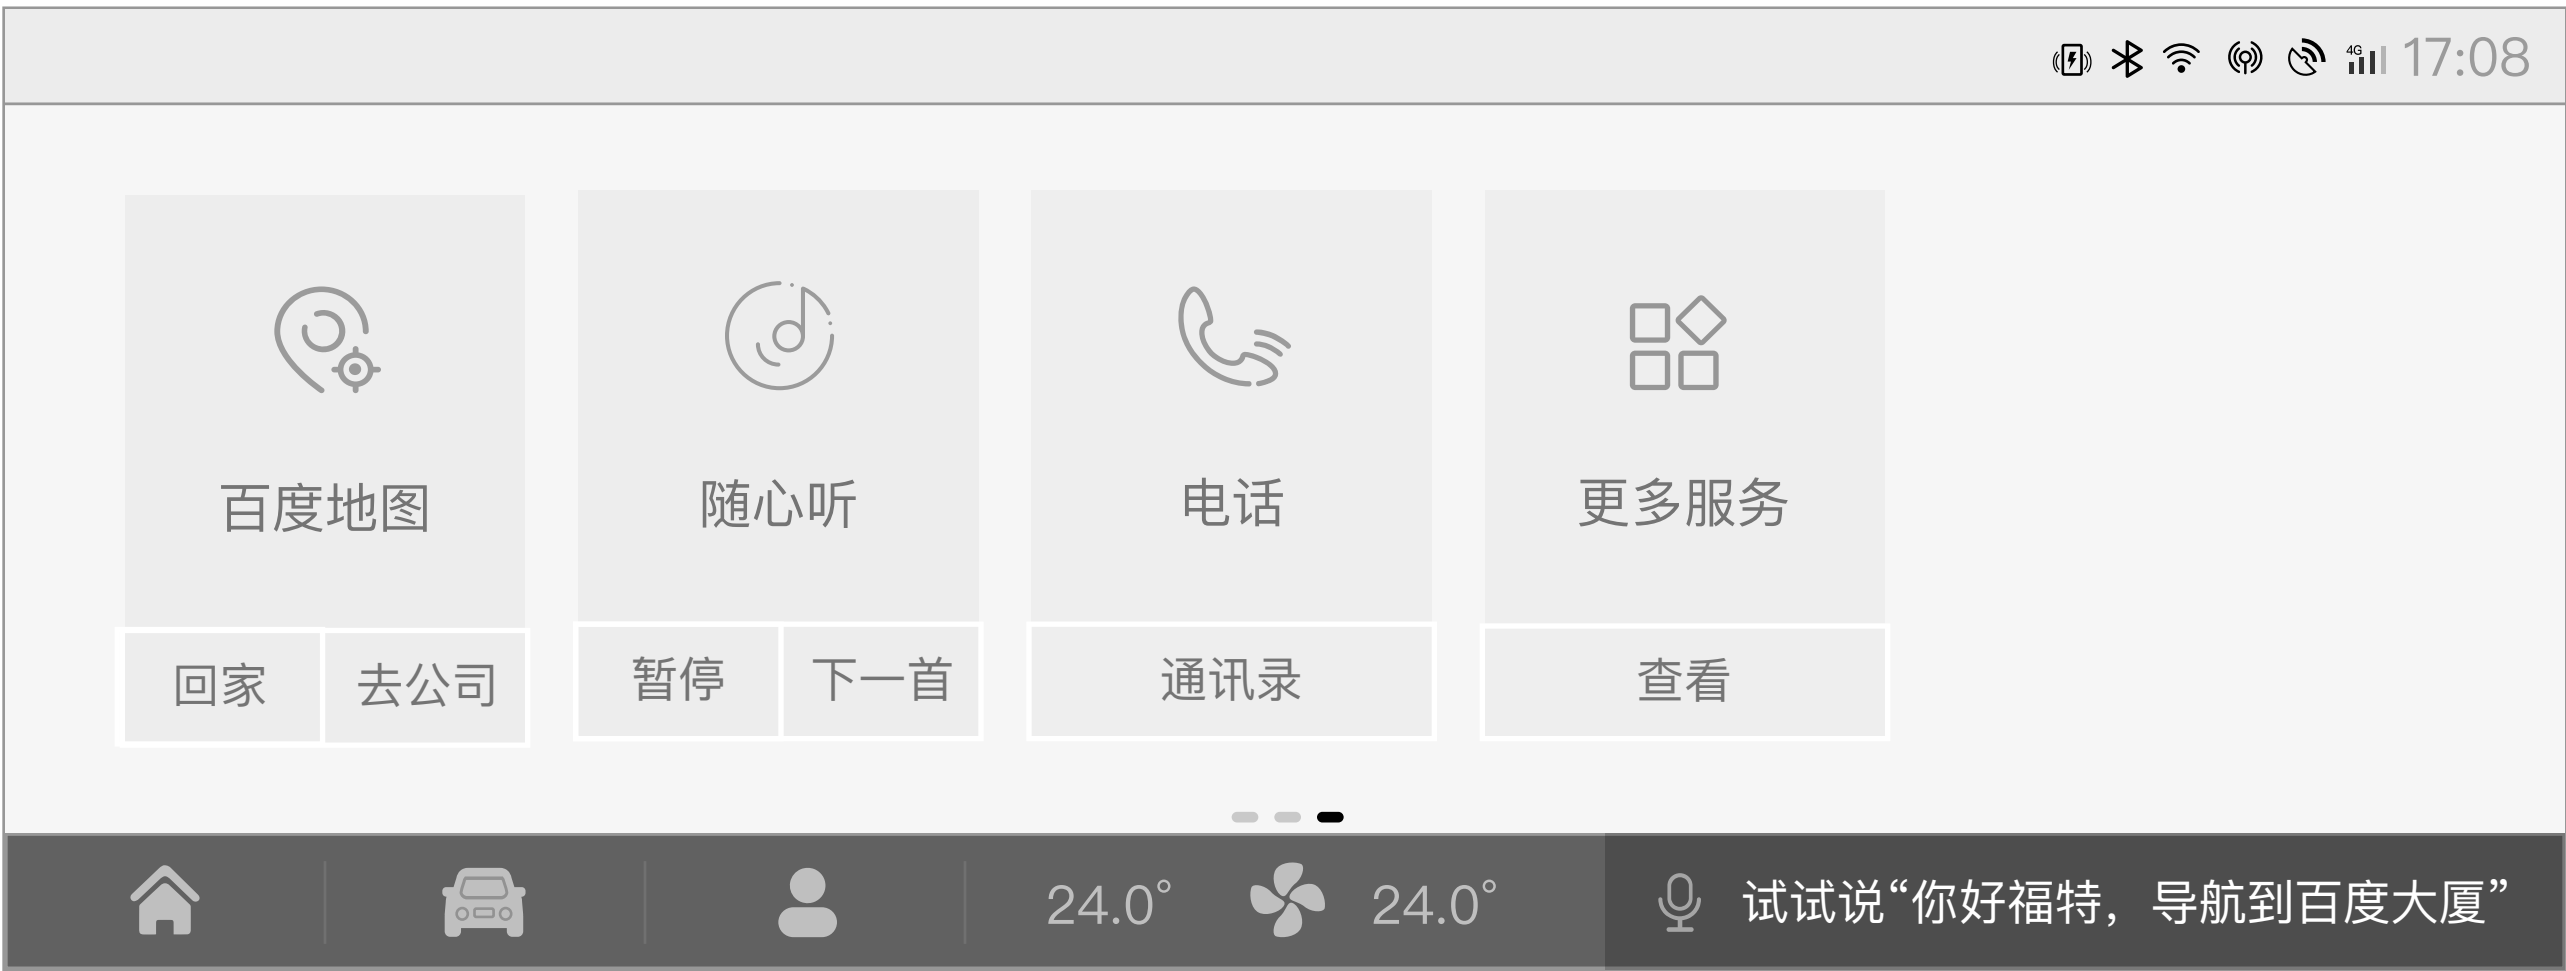 4G 17:08
百度地图
随心听
电话
更多服务
回家
去公司
暂停
下一首
通讯录
查看
24.0°
24.0°
试试说“你好福特，导航到百度大厦”